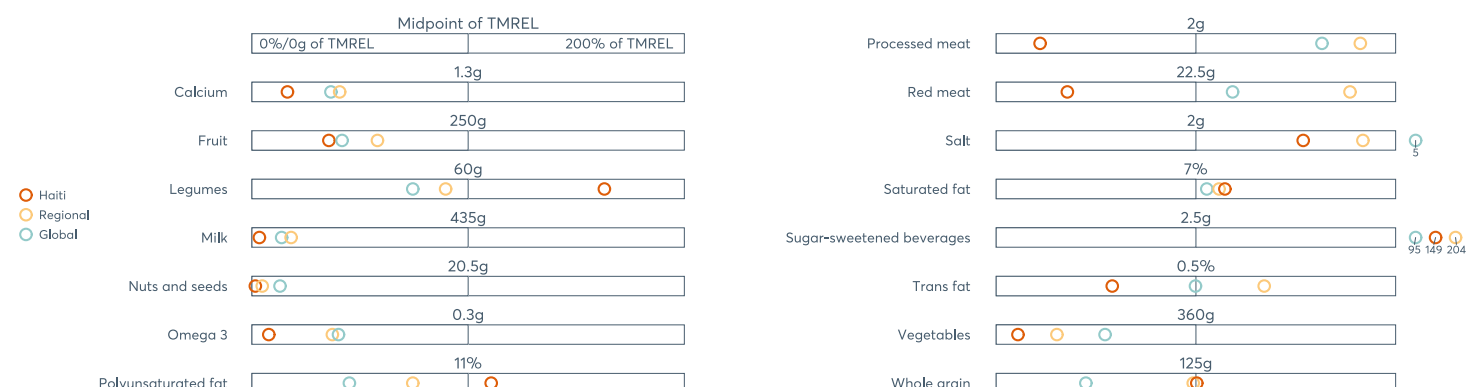 Midpoint of TMREL
0%/0g of TMREL 200% of TMREL
1.3g
Calcium
250g
Fruit
60g
Legumes
435g
Milk
20.5g
Nuts and seeds
0.3g
Omega 3
11%
Polyunsaturated fat
Haiti
Regional
Global
2g
Processed meat
22.5g
Red meat
2g
Salt
5
7%
Saturated fat
2.5g
Sugar-sweetened beverages
95 149 204
0.5%
Trans fat
360g
Vegetables
125g
Whole grain